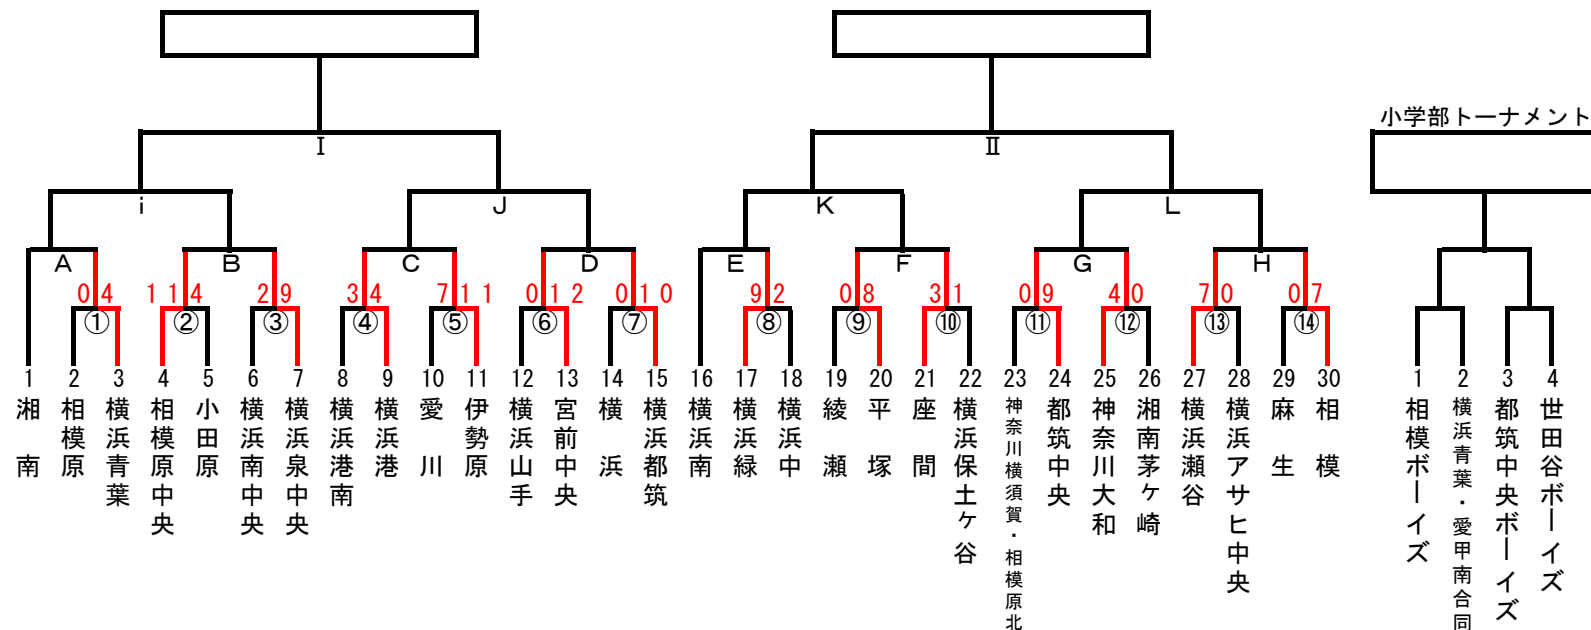 小学部トーナメント
Ⅰ
Ⅱ
i
J
K
L
A
B
C
D
E
F
G
H
0 4
1 1 4
2 9
3 4
7 1 1
0 1 2
0 1 0
9 2
0 8
3 1
0 9
4 0
7 0
0 7
①
②
③
④
⑤
⑥
⑦
⑧
⑨
⑩
⑪
⑫
⑬
⑭
1 湘南
2 相模原
3 横浜青葉
4 相模原中央
5 小田原
6 横浜南中央
7 横浜泉中央
8 横浜港南
9 横浜港
10 愛川
11 伊勢原
12 横浜山手
13 宮前中央
14 横浜
15 横浜都筑
16 横浜南
17 横浜緑
18 横浜中
19 綾瀬
20 平塚
21 座間
22 横浜保土ケ谷
23 神奈川横須賀・相模原北
24 都筑中央
25 神奈川大和
26 湘南茅ケ崎
27 横浜瀬谷
28 横浜アサヒ中央
29 麻生
30 相模
1 相模ボーイズ
2 横浜青葉・愛甲南合同
3 都筑中央ボーイズ
4 世田谷ボーイズ